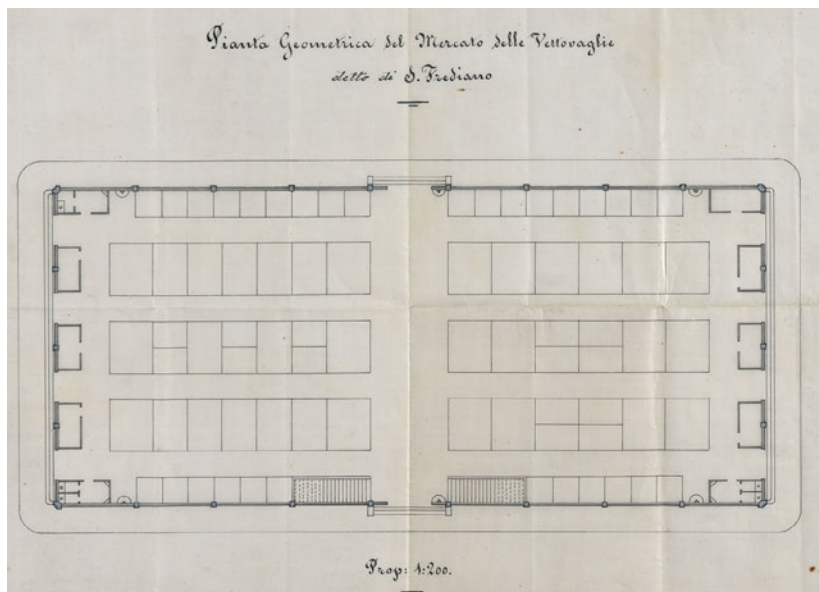 Pianta Geometrica del Mercato delle Vettovaglie
detto di S. Frediano
Prop: 1:200.